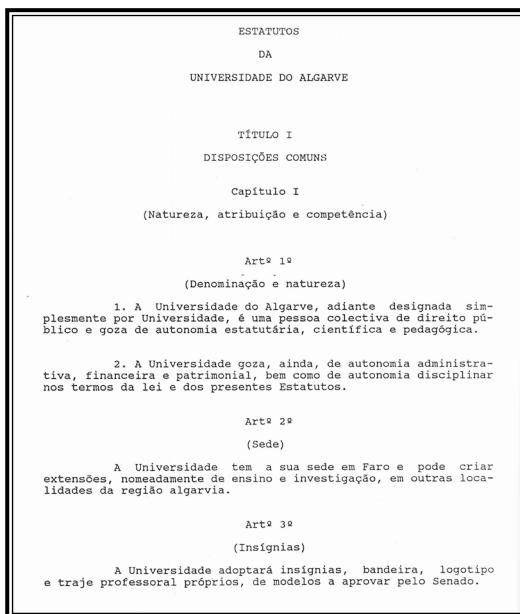 ESTATUTOS
DA
UNIVERSIDADE DO ALGARVE
TÍTULO I
DISPOSIÇÕES COMUNS
Capítulo I
(Natureza, atribuição e competência)
Artº 1º
(Denominação e natureza)
1. A Universidade do Algarve, adiante designada sim-
plesmente por Universidade, é uma pessoa colectiva de direito pú-
blico e goza de autonomia estatutária, científica e pedagógica.
2. A Universidade goza, ainda, de autonomia administra-
tiva, financeira e patrimonial, bem como de autonomia disciplinar
nos termos da lei e dos presentes Estatutos.
Artº 2º
(Sede)
A Universidade tem a sua sede em Faro e pode criar
extensões, nomeadamente de ensino e investigação, em outras loca-
lidades da região algarvia.
Artº 3º
(Insígnias)
A Universidade adoptará insígnias, bandeira, logotipo
e traje professoral próprios, de modelos a aprovar pelo Senado.